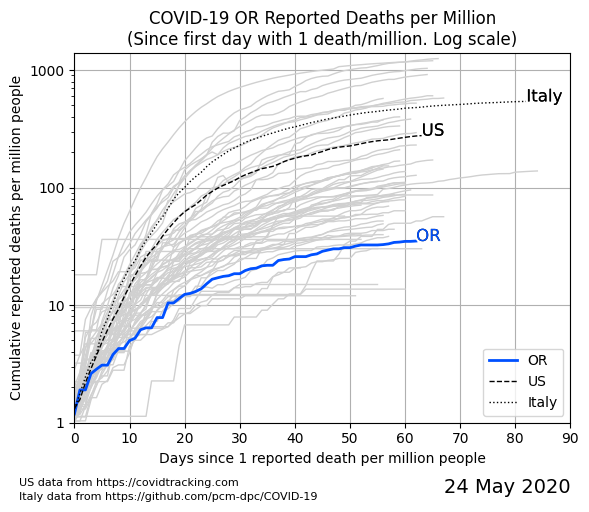 COVID-19 OR Reported Deaths per Million
(Since first day with 1 death/million. Log scale)
Cumulative reported deaths per million people
1000
100
10
1
Italy
US
OR
OR
US
Italy
0 10 20 30 40 50 60 70 80 90
Days since 1 reported death per million people
US data from https://covidtracking.com
Italy data from https://github.com/pcm-dpc/COVID-19
24 May 2020